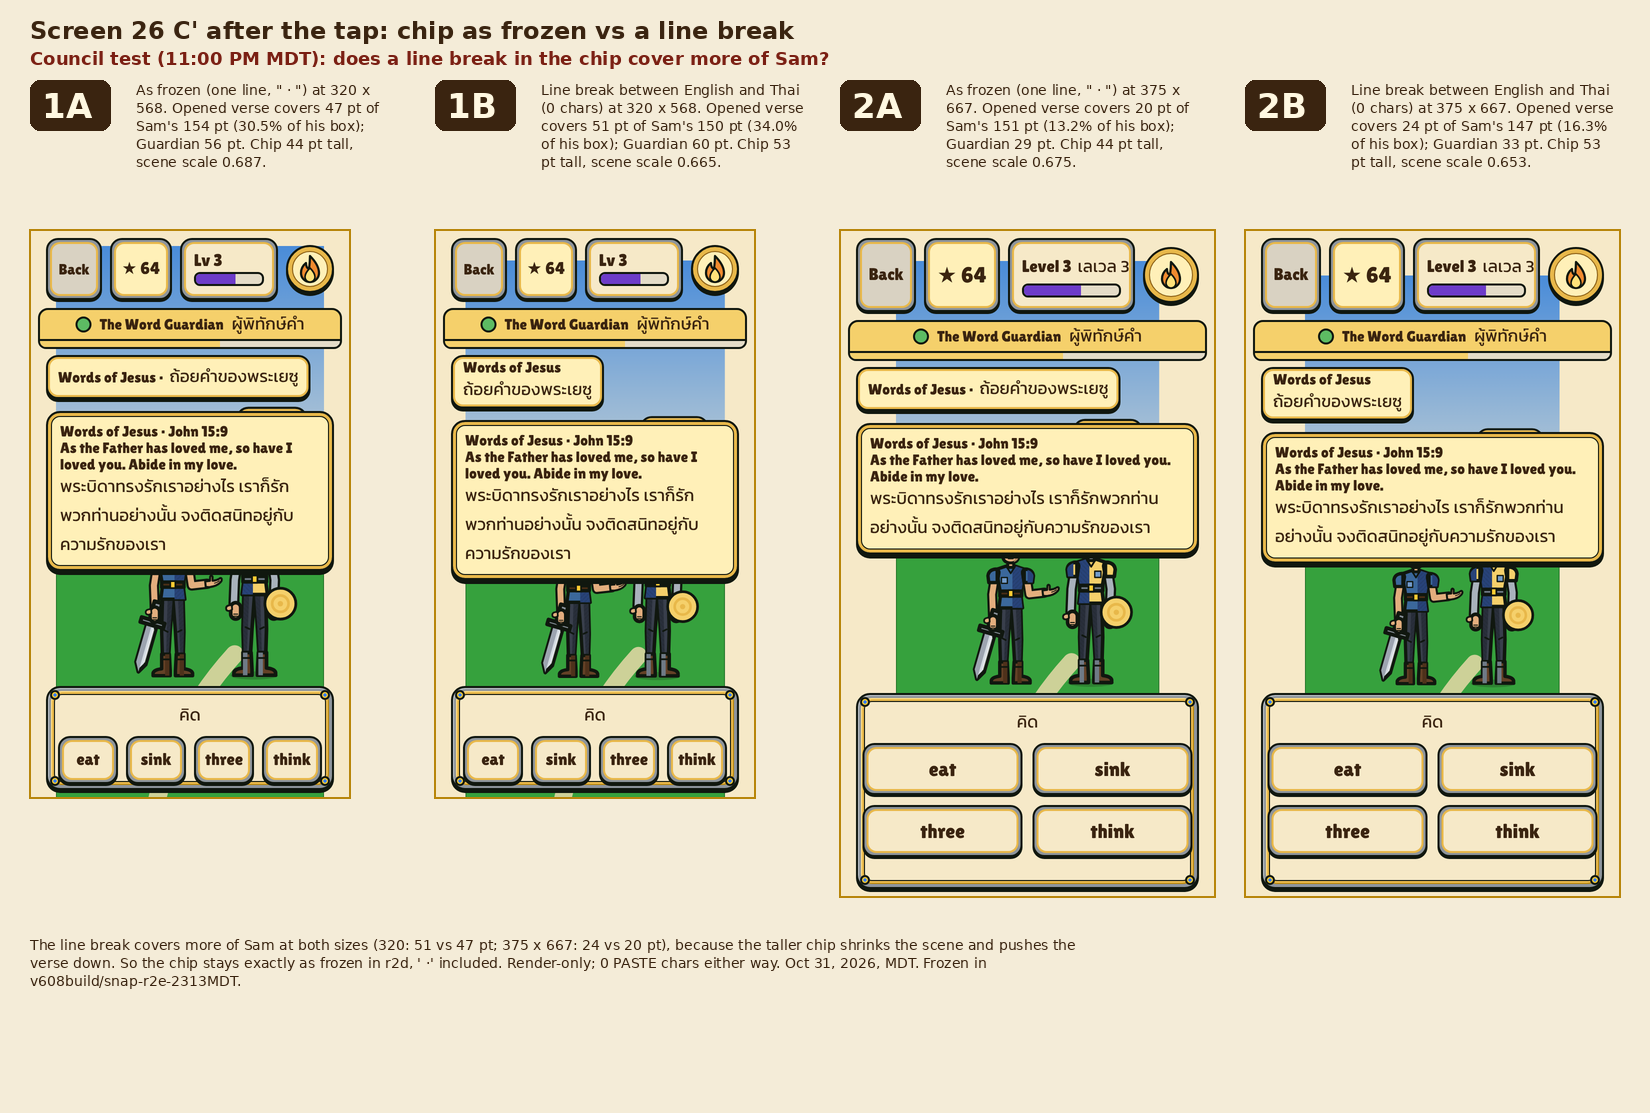 Screen 26 C' after the tap: chip as frozen vs a line break
Council test (11:00 PM MDT): does a line break in the chip cover more of Sam?
1A
As frozen (one line, " · ") at 320 x
568. Opened verse covers 47 pt of
Sam's 154 pt (30.5% of his box);
Guardian 56 pt. Chip 44 pt tall,
scene scale 0.687.
1B
Line break between English and Thai
(0 chars) at 320 x 568. Opened verse
covers 51 pt of Sam's 150 pt (34.0%
of his box); Guardian 60 pt. Chip 53
pt tall, scene scale 0.665.
2A
As frozen (one line, " · ") at 375 x
667. Opened verse covers 20 pt of
Sam's 151 pt (13.2% of his box);
Guardian 29 pt. Chip 44 pt tall,
scene scale 0.675.
2B
Line break between English and Thai
(0 chars) at 375 x 667. Opened verse
covers 24 pt of Sam's 147 pt (16.3%
of his box); Guardian 33 pt. Chip 53
pt tall, scene scale 0.653.
Back
★ 64
Lv 3
The Word Guardian ผู้พิทักษ์คำ
Words of Jesus · ถ้อยคำของพระเยซู
Words of Jesus · John 15:9
As the Father has loved me, so have I
loved you. Abide in my love.
พระบิดาทรงรักเราอย่างไร เราก็รัก
พวกท่านอย่างนั้น จงติดสนิทอยู่กับ
ความรักของเรา
คิด
eat
sink
three
think
Back
★ 64
Lv 3
The Word Guardian ผู้พิทักษ์คำ
Words of Jesus
ถ้อยคำของพระเยซู
Words of Jesus · John 15:9
As the Father has loved me, so have I
loved you. Abide in my love.
พระบิดาทรงรักเราอย่างไร เราก็รัก
พวกท่านอย่างนั้น จงติดสนิทอยู่กับ
ความรักของเรา
คิด
eat
sink
three
think
Back
★ 64
Level 3 เลเวล 3
The Word Guardian ผู้พิทักษ์คำ
Words of Jesus · ถ้อยคำของพระเยซู
Words of Jesus · John 15:9
As the Father has loved me, so have I loved you.
Abide in my love.
พระบิดาทรงรักเราอย่างไร เราก็รักพวกท่าน
อย่างนั้น จงติดสนิทอยู่กับความรักของเรา
คิด
eat
sink
three
think
Back
★ 64
Level 3 เลเวล 3
The Word Guardian ผู้พิทักษ์คำ
Words of Jesus
ถ้อยคำของพระเยซู
Words of Jesus · John 15:9
As the Father has loved me, so have I loved you.
Abide in my love.
พระบิดาทรงรักเราอย่างไร เราก็รักพวกท่าน
อย่างนั้น จงติดสนิทอยู่กับความรักของเรา
คิด
eat
sink
three
think
The line break covers more of Sam at both sizes (320: 51 vs 47 pt; 375 x 667: 24 vs 20 pt), because the taller chip shrinks the scene and pushes the
verse down. So the chip stays exactly as frozen in r2d, ' ·' included. Render-only; 0 PASTE chars either way. Oct 31, 2026, MDT. Frozen in
v608build/snap-r2e-2313MDT.